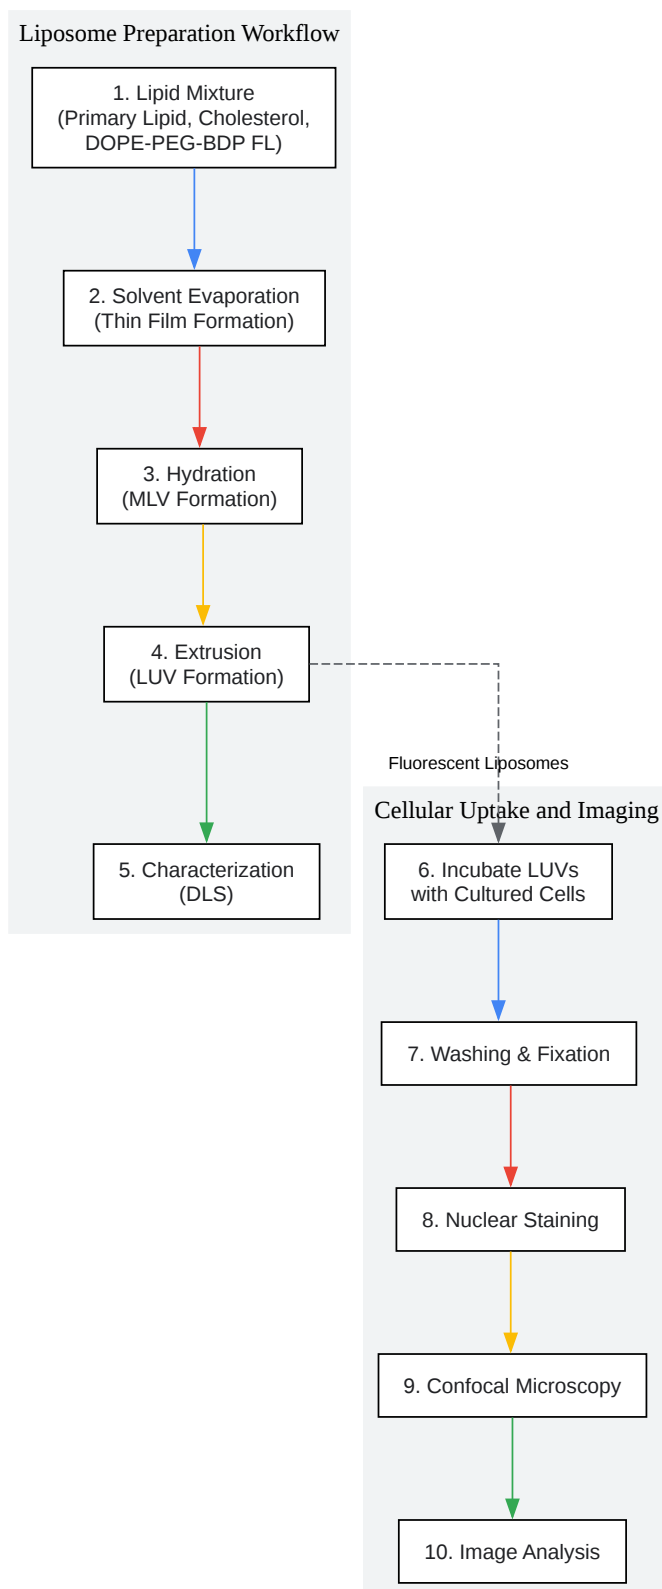 Liposome Preparation Workflow
1. Lipid Mixture
(Primary Lipid, Cholesterol,
DOPE-PEG-BDP FL)
2. Solvent Evaporation
(Thin Film Formation)
3. Hydration
(MLV Formation)
4. Extrusion
(LUV Formation)
5. Characterization
(DLS)
Fluorescent Liposomes
Cellular Uptake and Imaging
6. Incubate LUVs
with Cultured Cells
7. Washing & Fixation
8. Nuclear Staining
9. Confocal Microscopy
10. Image Analysis